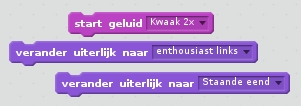 start geluid Kwaak 2x
verander uiterlijk naar enthousiast links
verander uiterlijk naar Staande eend